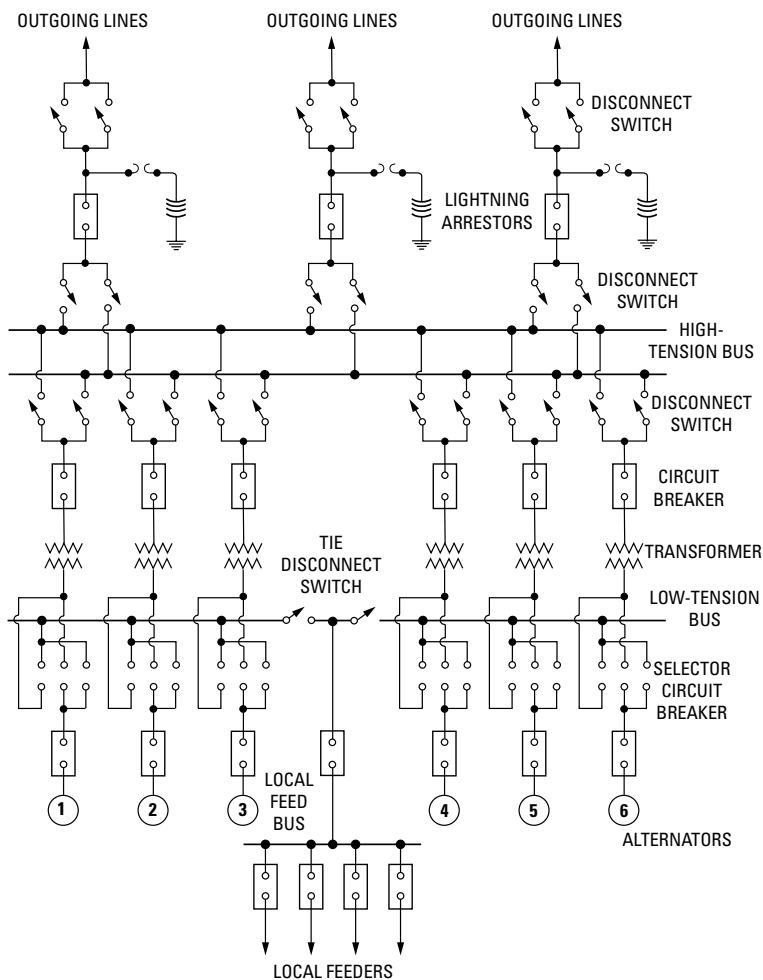 OUTGOING LINES
OUTGOING LINES
OUTGOING LINES
DISCONNECT
SWITCH
LIGHTNING
ARRESTORS
DISCONNECT
SWITCH
HIGH-
TENSION BUS
DISCONNECT
SWITCH
CIRCUIT
BREAKER
TRANSFORMER
TIE
DISCONNECT
SWITCH
LOW-TENSION
BUS
SELECTOR
CIRCUIT
BREAKER
LOCAL
FEED
BUS
1
2
3
4
5
6
ALTERNATORS
LOCAL FEEDERS